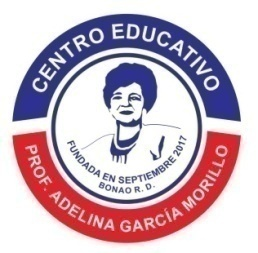 CENTRO EDUCATIVO
FUNDADA EN SEPTIEMBRE 2017
BONAO R. D.
PROF. ADELINA GARCÍA MORILLO